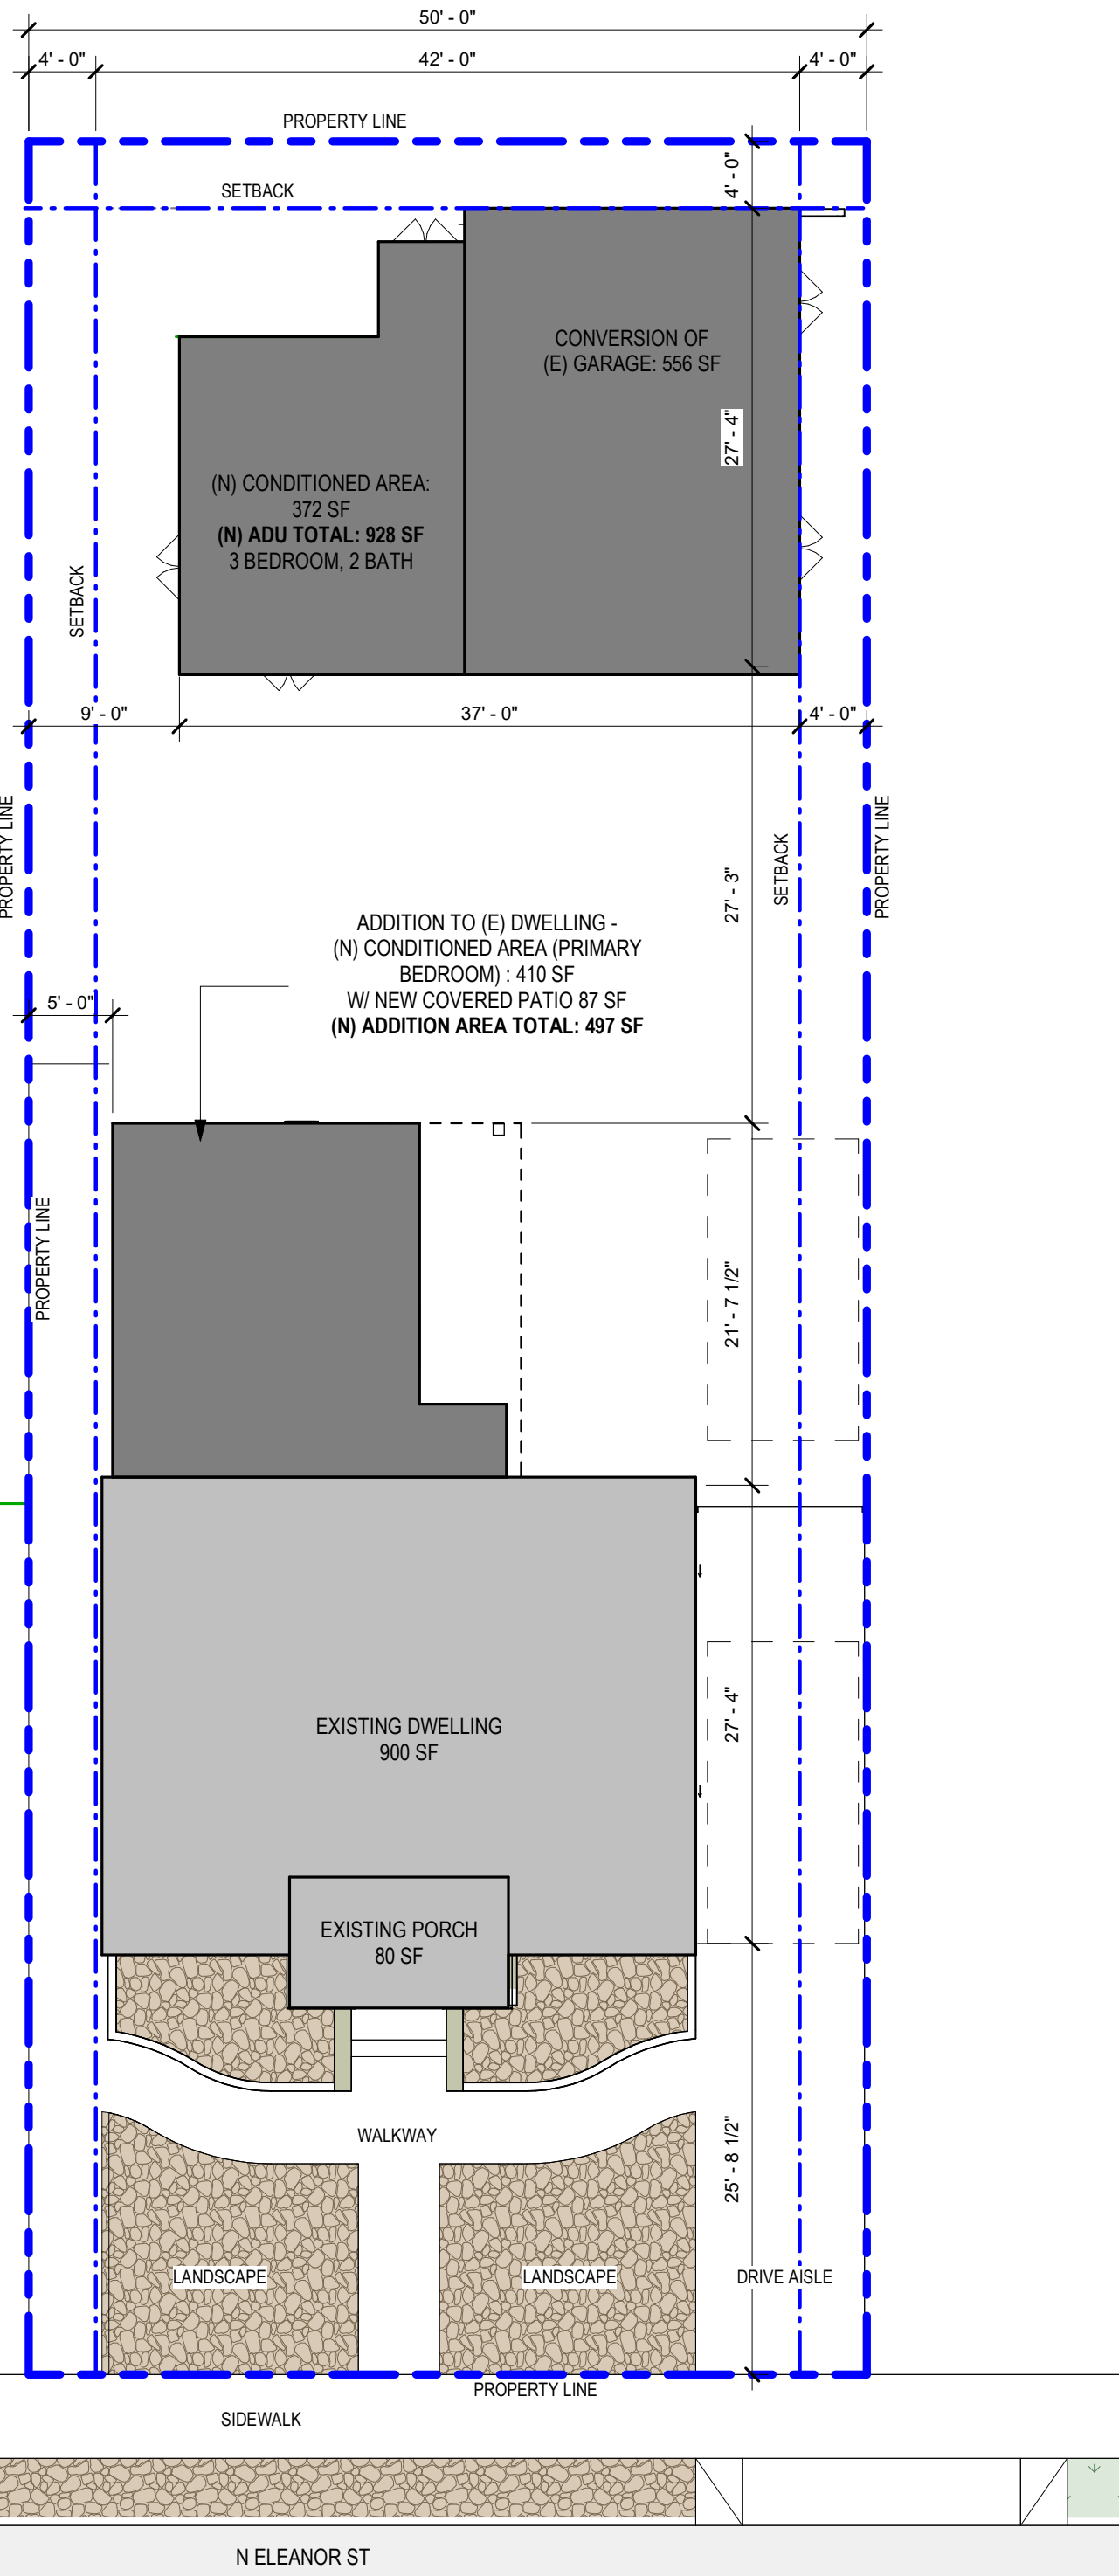 50' - 0"
4' - 0"
42' - 0"
4' - 0"
PROPERTY LINE
4' - 0"
SETBACK
CONVERSION OF
(E) GARAGE: 556 SF
27' - 4"
(N) CONDITIONED AREA:
372 SF
(N) ADU TOTAL: 928 SF
3 BEDROOM, 2 BATH
SETBACK
9' - 0"
37' - 0"
4' - 0"
PROPERTY LINE
PROPERTY LINE
SETBACK
27' - 3"
ADDITION TO (E) DWELLING -
(N) CONDITIONED AREA (PRIMARY
BEDROOM) : 410 SF
W/ NEW COVERED PATIO 87 SF
(N) ADDITION AREA TOTAL: 497 SF
5' - 0"
PROPERTY LINE
21' - 7 1/2"
EXISTING DWELLING
900 SF
27' - 4"
EXISTING PORCH
80 SF
WALKWAY
25' - 8 1/2"
LANDSCAPE
LANDSCAPE
DRIVE AISLE
PROPERTY LINE
SIDEWALK
N ELEANOR ST